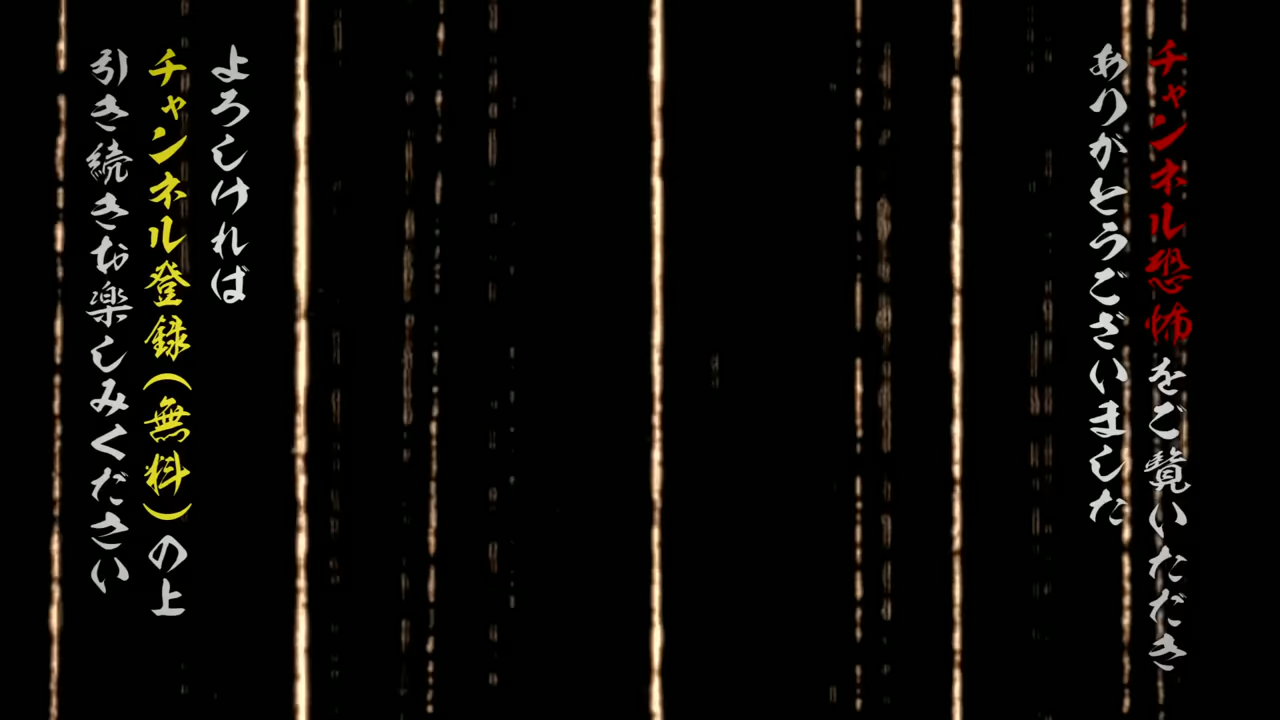 チャンネル恐怖をご覧いただき
ありがとうございました
よろしければ
チャンネル登録(無料)の上
引き続きお楽しみください